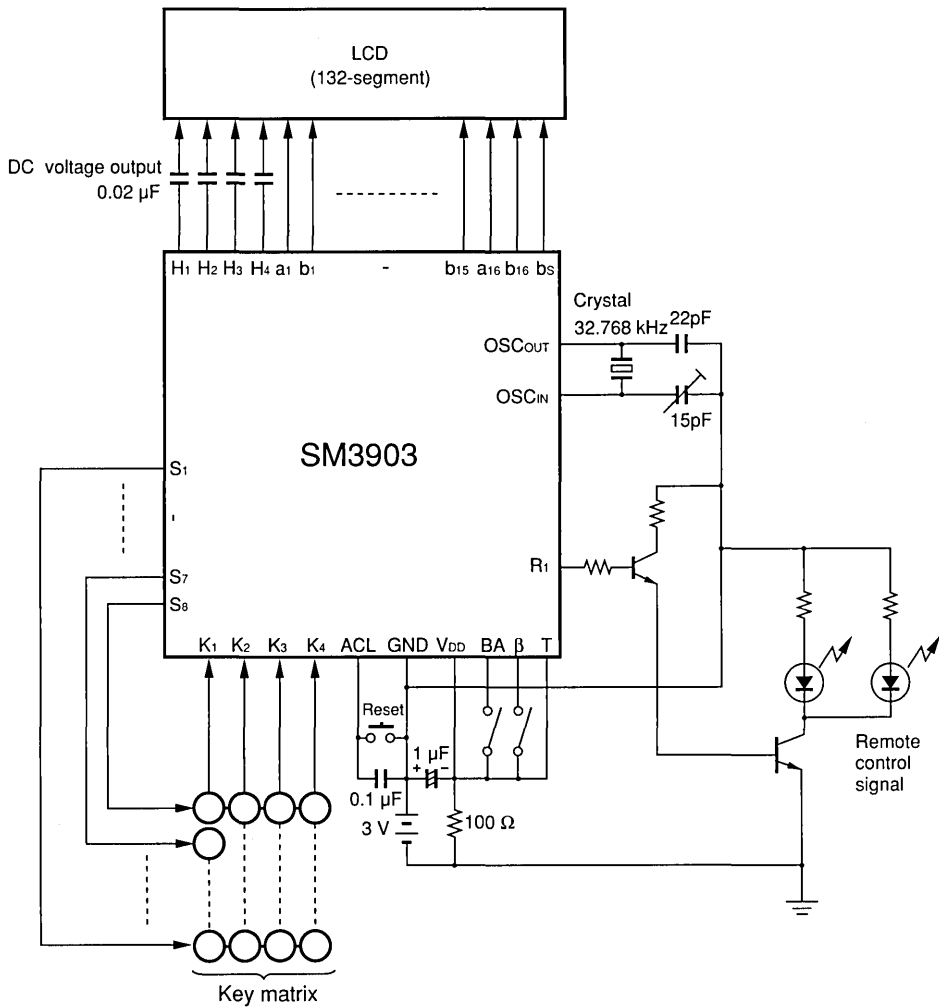 LCD
(132-segment)
DC voltage output
0.02 µF
H1 H2 H3 H4 a1 b1 - b15 a16 b16 bS
Crystal
32.768 kHz
22pF
OSCOUT
OSCIN
15pF
SM3903
S1
R1
S7
S8
K1 K2 K3 K4 ACL GND VDD BA β T
Reset
1 µF
+ −
0.1 µF
3 V
100 Ω
Remote
control
signal
Key matrix